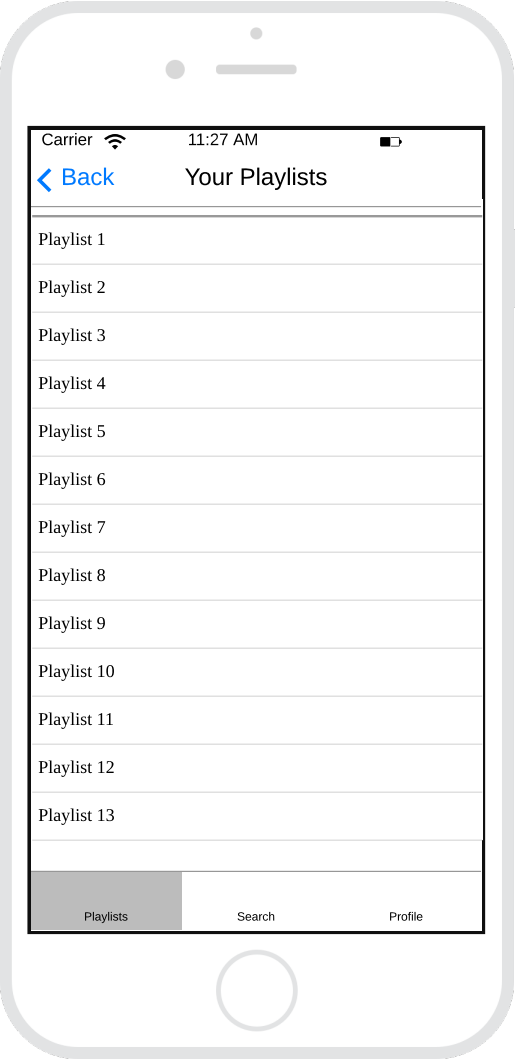 Carrier 11:27 AM
Back Your Playlists
Playlist 1
Playlist 2
Playlist 3
Playlist 4
Playlist 5
Playlist 6
Playlist 7
Playlist 8
Playlist 9
Playlist 10
Playlist 11
Playlist 12
Playlist 13
Playlists Search Profile